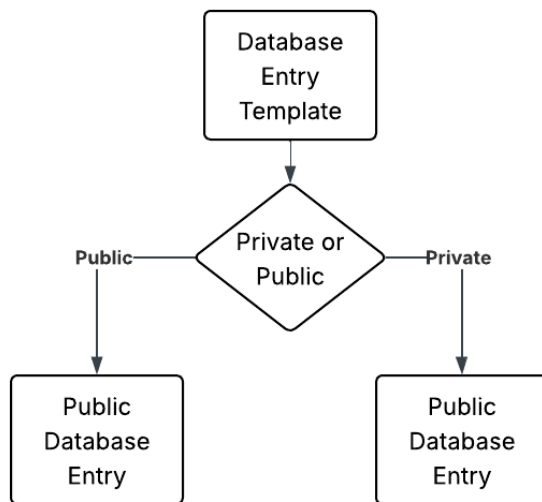 Database
Entry
Template
Private or
Public
Public
Private
Public
Database
Entry
Public
Database
Entry